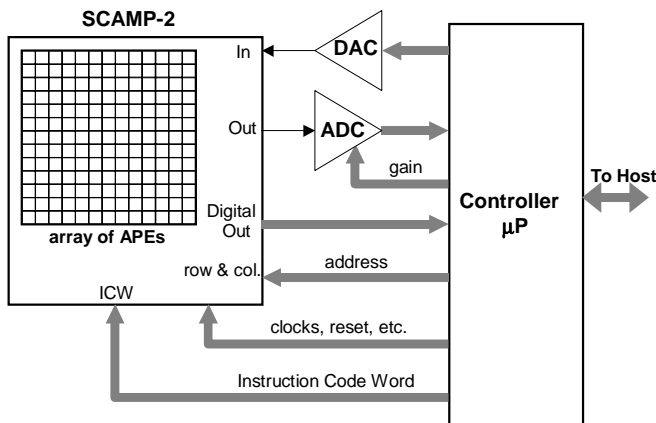 SCAMP-2
In
DAC
Out
ADC
gain
To Host
Controller
μP
Digital
Out
array of APEs
row & col.
address
ICW
clocks, reset, etc.
Instruction Code Word